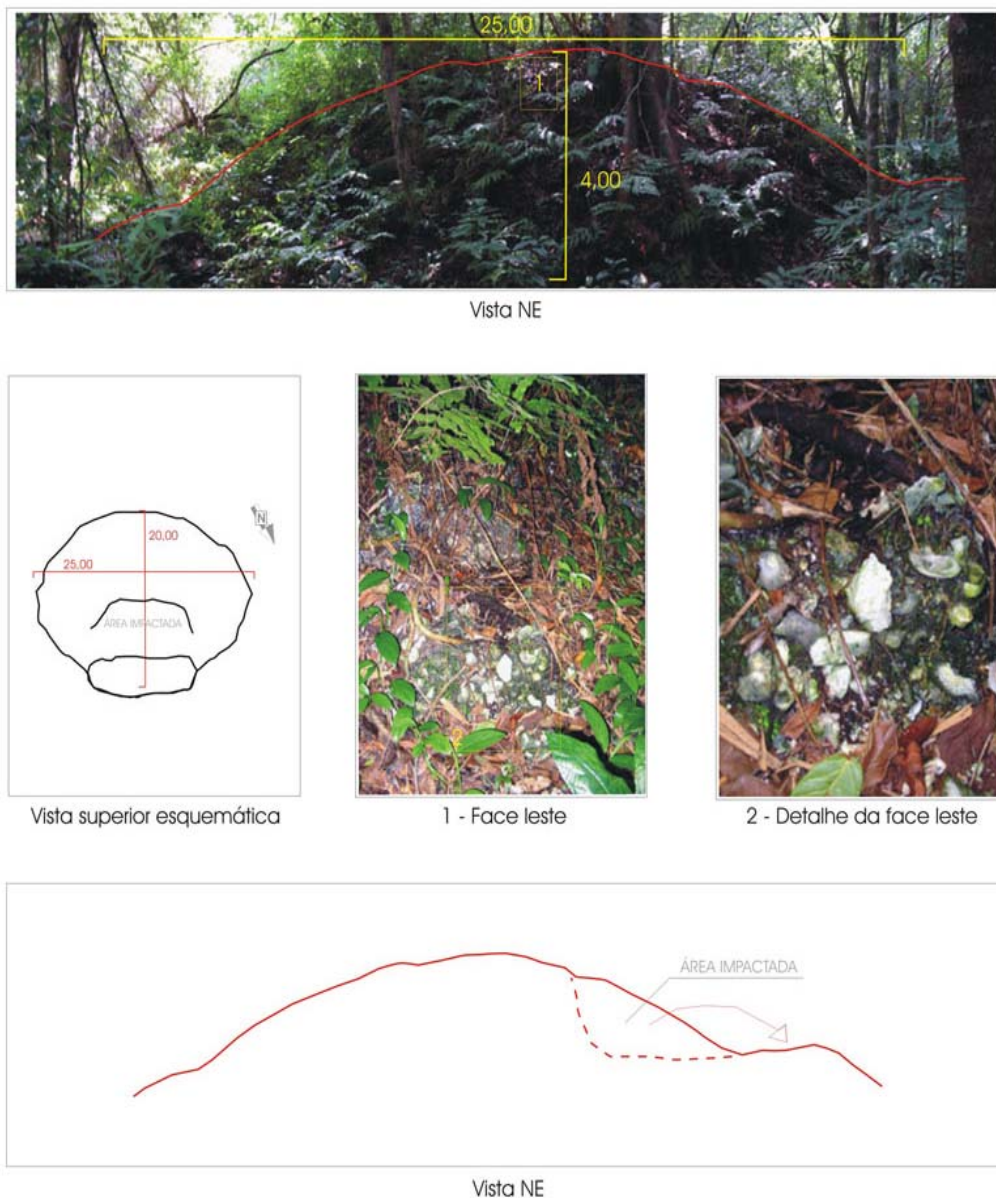 25,00
1
4,00
Vista NE
N
20,00
25,00
ÁREA IMPACTADA
2
Vista superior esquemática
1 - Face leste
2 - Detalhe da face leste
ÁREA IMPACTADA
Vista NE